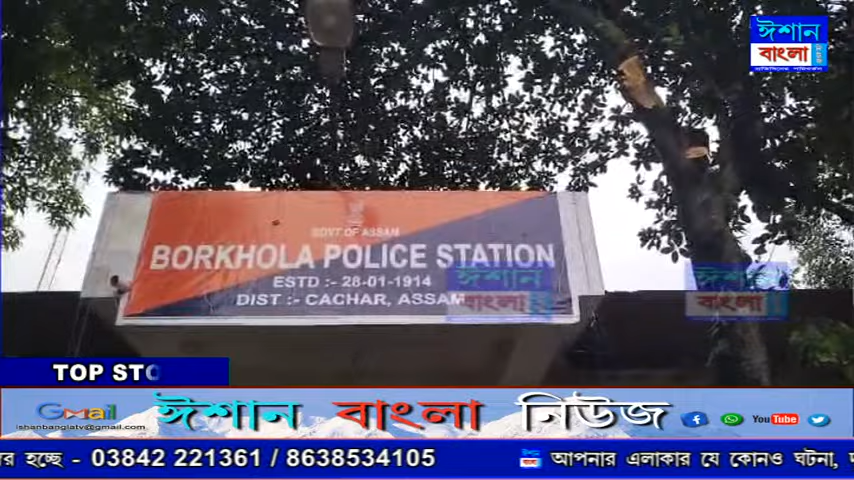 ঈশান
বাংলা
GOVT OF ASSAM
BORKHOLA POLICE STATION
ESTD :- 28-01-1914
DIST :- CACHAR, ASSAM
ঈশান
বাংলা
ঈশান
বাংলা
TOP STO
Gmail
ishanbanglatv@gmail.com
ঈশান বাংলা নিউজ
YouTube
হচ্ছে - 03842 221361 / 8638534105
আপনার এলাকার যে কোনও ঘটনা,